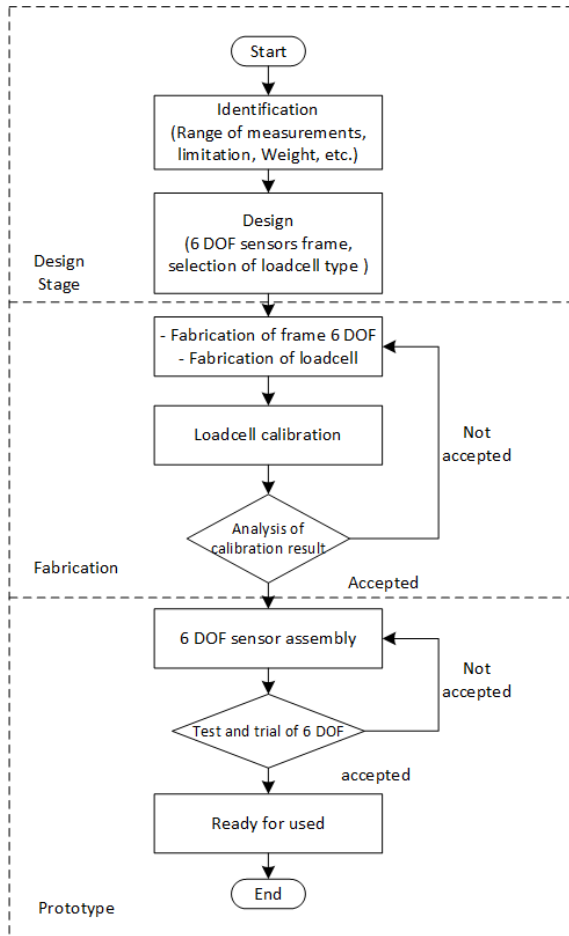 Start
Identification
(Range of measurements,
limitation, Weight, etc.)
Design
(6 DOF sensors frame,
selection of loadcell type )
Design
Stage
- Fabrication of frame 6 DOF
- Fabrication of loadcell
Loadcell calibration
Not
accepted
Analysis of
calibration result
Fabrication
Accepted
6 DOF sensor assembly
Not
accepted
Test and trial of 6 DOF
accepted
Ready for used
End
Prototype